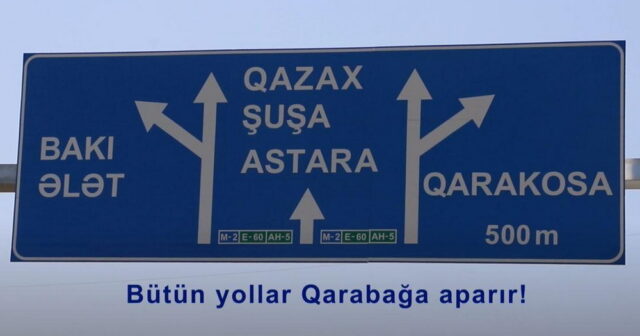 QAZAX
ŞUŞA
ASTARA
BAKI
ƏLƏT
QARAKOSA
500 m
M-2 E-60 AH-5
M-2 E-60 AH-5
Bütün yollar Qarabağa aparır!